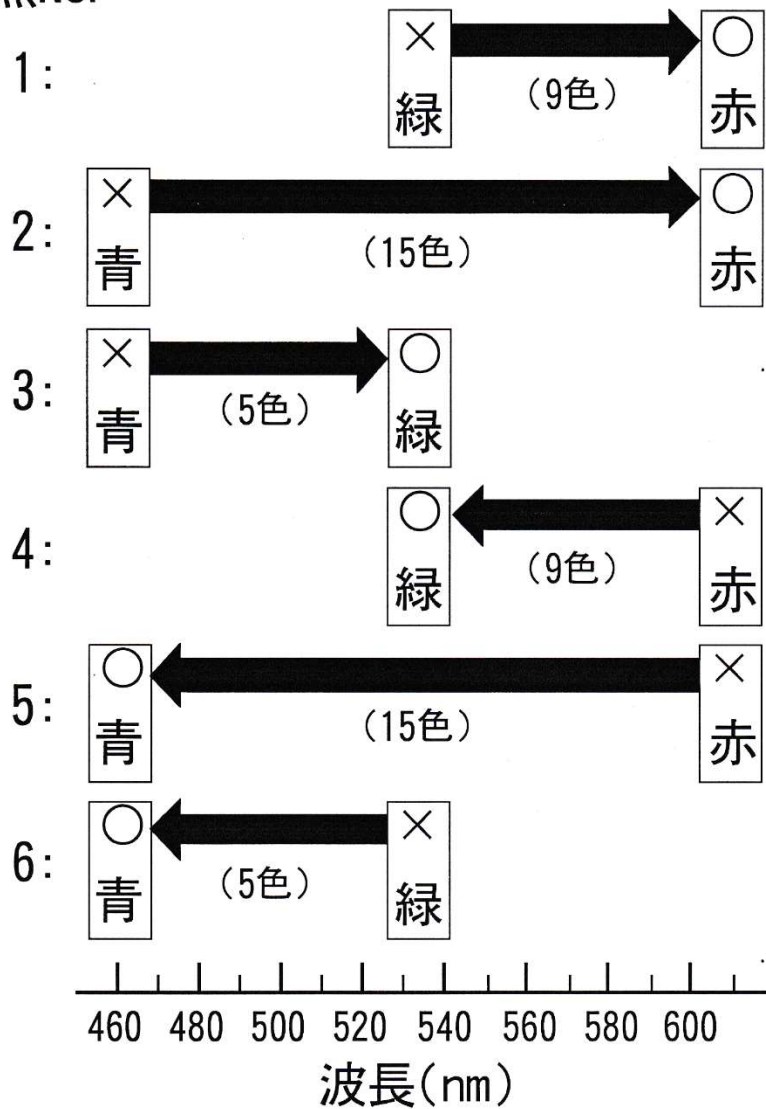 No.
1: × 緑 (9色) ○ 赤
2: × 青 (15色) ○ 赤
3: × 青 (5色) ○ 緑
4: ○ 緑 (9色) × 赤
5: ○ 青 (15色) × 赤
6: ○ 青 (5色) × 緑
460 480 500 520 540 560 580 600
波長(nm)